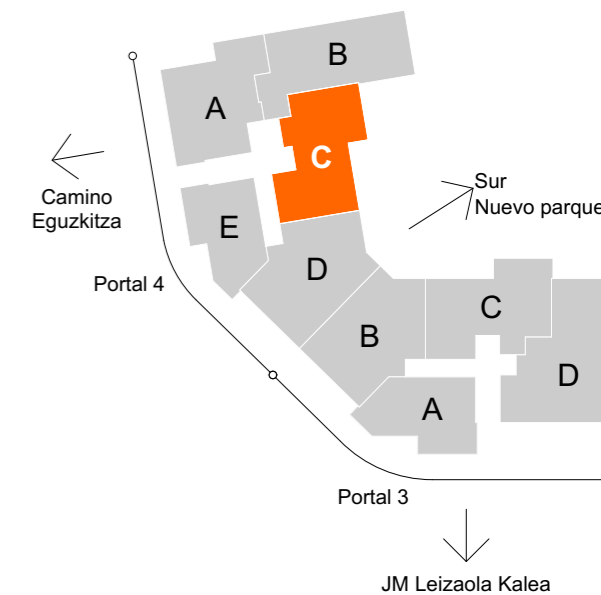 B
A
C
Camino
Eguzkitza
Sur
Nuevo parque
E
D
Portal 4
C
B
D
A
Portal 3
JM Leizaola Kalea